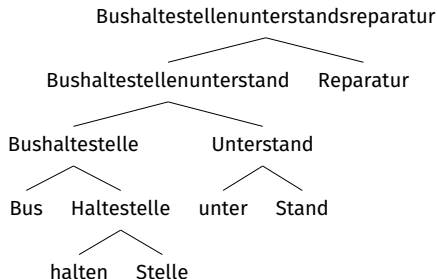 Bushaltestellenunterstandsreparatur
Bushaltestellenunterstand Reparatur
Bushaltestelle Unterstand
Bus Haltestelle unter Stand
halten Stelle